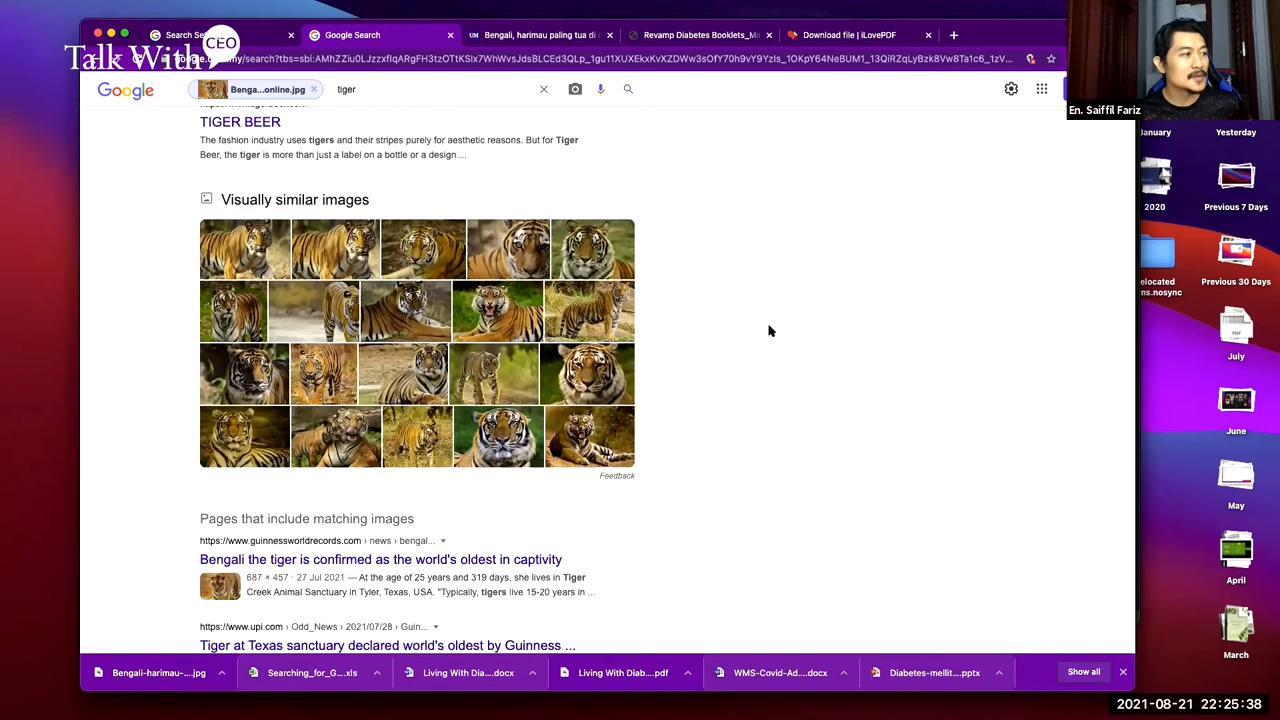 Talk With
CEO
Search Se
Google Search
Bengali, harimau paling tua di
Revamp Diabetes Booklets_Ma
Download file | iLovePDF
Google
Benga...online.jpg
tiger
En. Saiffil Fariz
TIGER BEER
The fashion industry uses tigers and their stripes purely for aesthetic reasons. But for Tiger
Beer, the tiger is more than just a label on a bottle or a design ...
Visually similar images
Feedback
Pages that include matching images
https://www.guinnessworldrecords.com › news › bengal...
Bengali the tiger is confirmed as the world's oldest in captivity
687 × 457 · 27 Jul 2021 — At the age of 25 years and 319 days, she lives in Tiger
Creek Animal Sanctuary in Tyler, Texas, USA. "Typically, tigers live 15-20 years in ...
https://www.upi.com › Odd_News › 2021/07/28 › Guin...
Tiger at Texas sanctuary declared world's oldest by Guinness ...
Bengali-harimau-....jpg
Searching_for_G....xls
Living With Dia....docx
Living With Diab....pdf
WMS-Covid-Ad....docx
Diabetes-mellit....pptx
Show all
January
Yesterday
2020
Previous 7 Days
elocated
ms.nosync
Previous 30 Days
PDF
July
June
May
April
March
2021-08-21 22:25:38